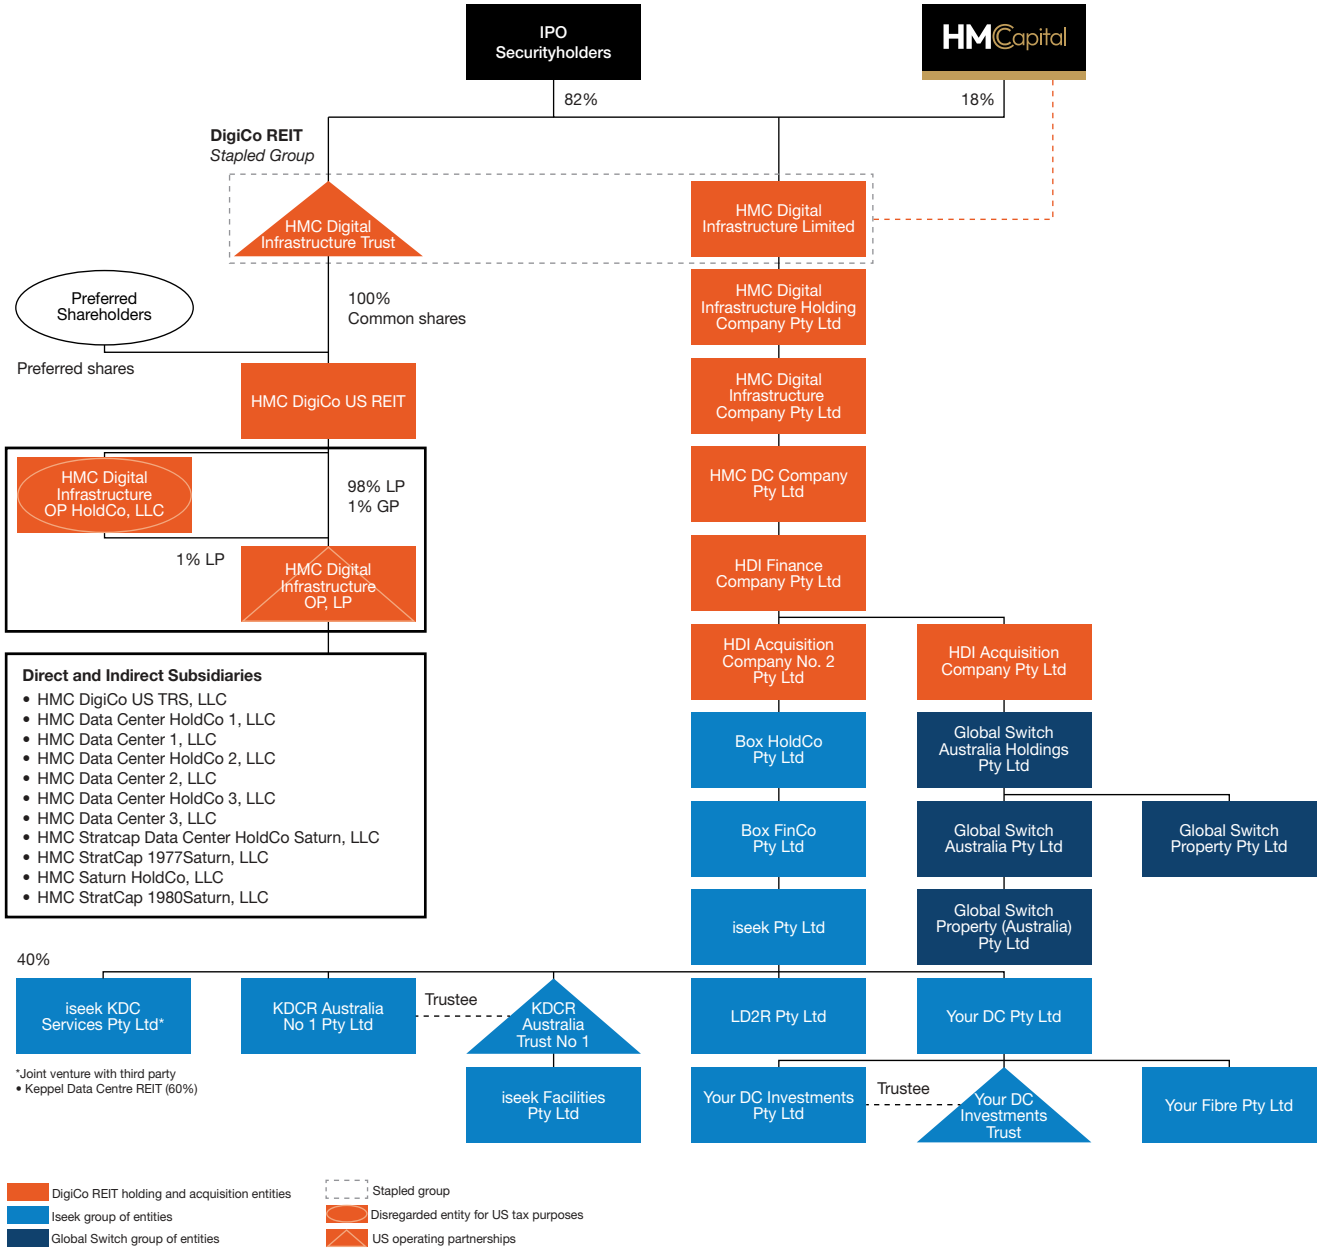 IPO
Securityholders
HMCCapital
82%
18%
DigiCo REIT
Stapled Group
HMC Digital
Infrastructure Trust
HMC Digital
Infrastructure Limited
Preferred
Shareholders
100%
Common shares
HMC Digital
Infrastructure Holding
Company Pty Ltd
Preferred shares
HMC DigiCo US REIT
HMC Digital
Infrastructure
Company Pty Ltd
HMC Digital
Infrastructure
OP HoldCo, LLC
98% LP
1% GP
HMC DC Company
Pty Ltd
1% LP
HMC Digital
Infrastructure
OP, LP
HDI Finance
Company Pty Ltd
HDI Acquisition
Company No. 2
Pty Ltd
HDI Acquisition
Company Pty Ltd
Direct and Indirect Subsidiaries
• HMC DigiCo US TRS, LLC
• HMC Data Center HoldCo 1, LLC
• HMC Data Center 1, LLC
• HMC Data Center HoldCo 2, LLC
• HMC Data Center 2, LLC
• HMC Data Center HoldCo 3, LLC
• HMC Data Center 3, LLC
• HMC Stratcap Data Center HoldCo Saturn, LLC
• HMC StratCap 1977Saturn, LLC
• HMC Saturn HoldCo, LLC
• HMC StratCap 1980Saturn, LLC
Box HoldCo
Pty Ltd
Global Switch
Australia Holdings
Pty Ltd
Box FinCo
Pty Ltd
Global Switch
Australia Pty Ltd
Global Switch
Property Pty Ltd
iseek Pty Ltd
Global Switch
Property (Australia)
Pty Ltd
40%
iseek KDC
Services Pty Ltd*
KDCR Australia
No 1 Pty Ltd
Trustee
KDCR
Australia
Trust No 1
LD2R Pty Ltd
Your DC Pty Ltd
*Joint venture with third party
• Keppel Data Centre REIT (60%)
iseek Facilities
Pty Ltd
Your DC Investments
Pty Ltd
Trustee
Your DC
Investments
Trust
Your Fibre Pty Ltd
DigiCo REIT holding and acquisition entities
Iseek group of entities
Global Switch group of entities
Stapled group
Disregarded entity for US tax purposes
US operating partnerships